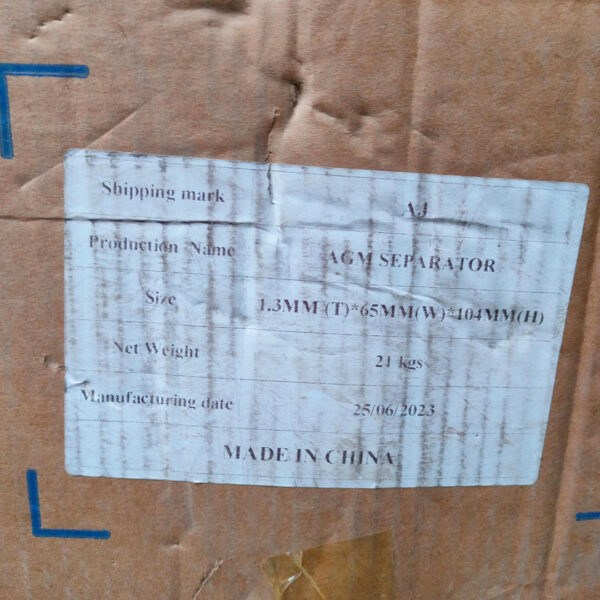 Shipping mark AJ
Production Name AGM SEPARATOR
Size 1.3MM (T)*65MM(W)*104MM(H)
Net Weight 21 kgs
Manufacturing date 25/06/2023
MADE IN CHINA